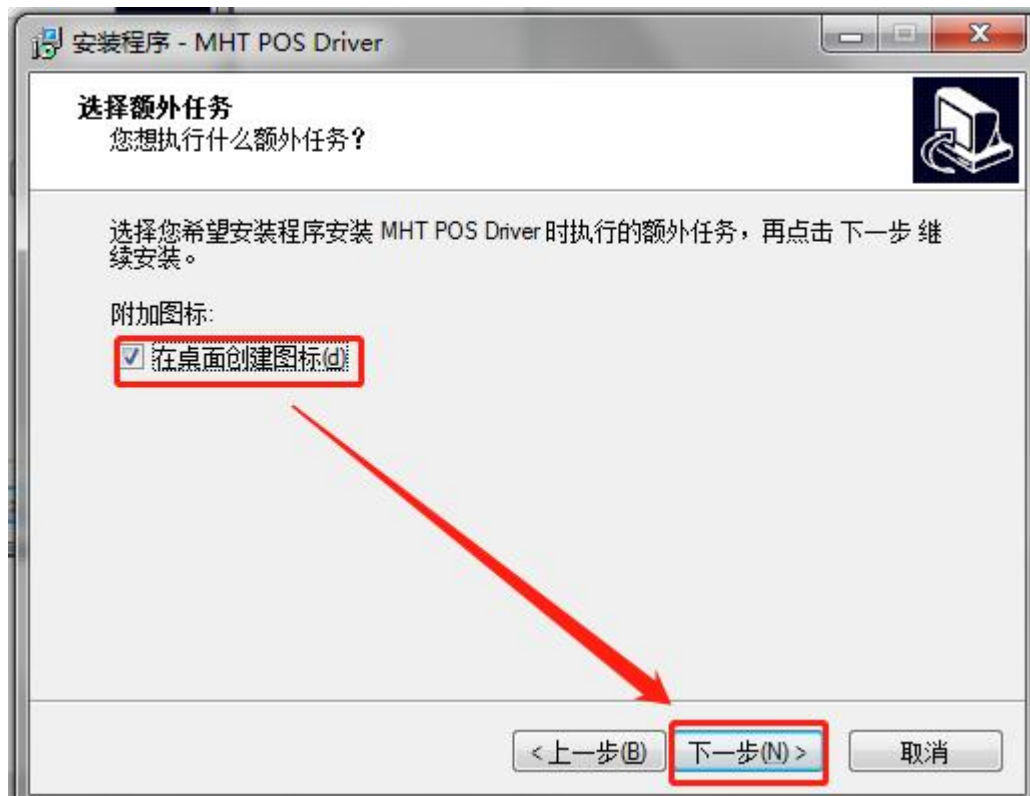 安装程序 - MHT POS Driver
选择额外任务
您想执行什么额外任务?
选择您希望安装程序安装 MHT POS Driver 时执行的额外任务，再点击 下一步 继
续安装。
附加图标:
在桌面创建图标(d)
<上一步(B) 下一步(N)> 取消